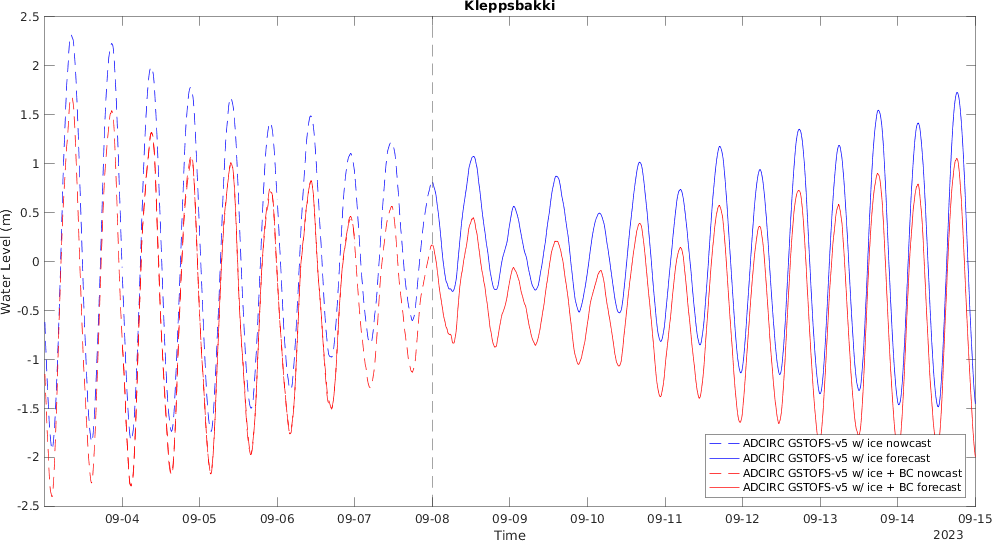 Kleppsbakki
Water Level (m)
2.5
2
1.5
1
0.5
0
-0.5
-1
-1.5
-2
-2.5
ADCIRC GSTOFS-v5 w/ ice nowcast
ADCIRC GSTOFS-v5 w/ ice forecast
ADCIRC GSTOFS-v5 w/ ice + BC nowcast
ADCIRC GSTOFS-v5 w/ ice + BC forecast
09-04 09-05 09-06 09-07 09-08 09-09 09-10 09-11 09-12 09-13 09-14 09-15
Time
2023